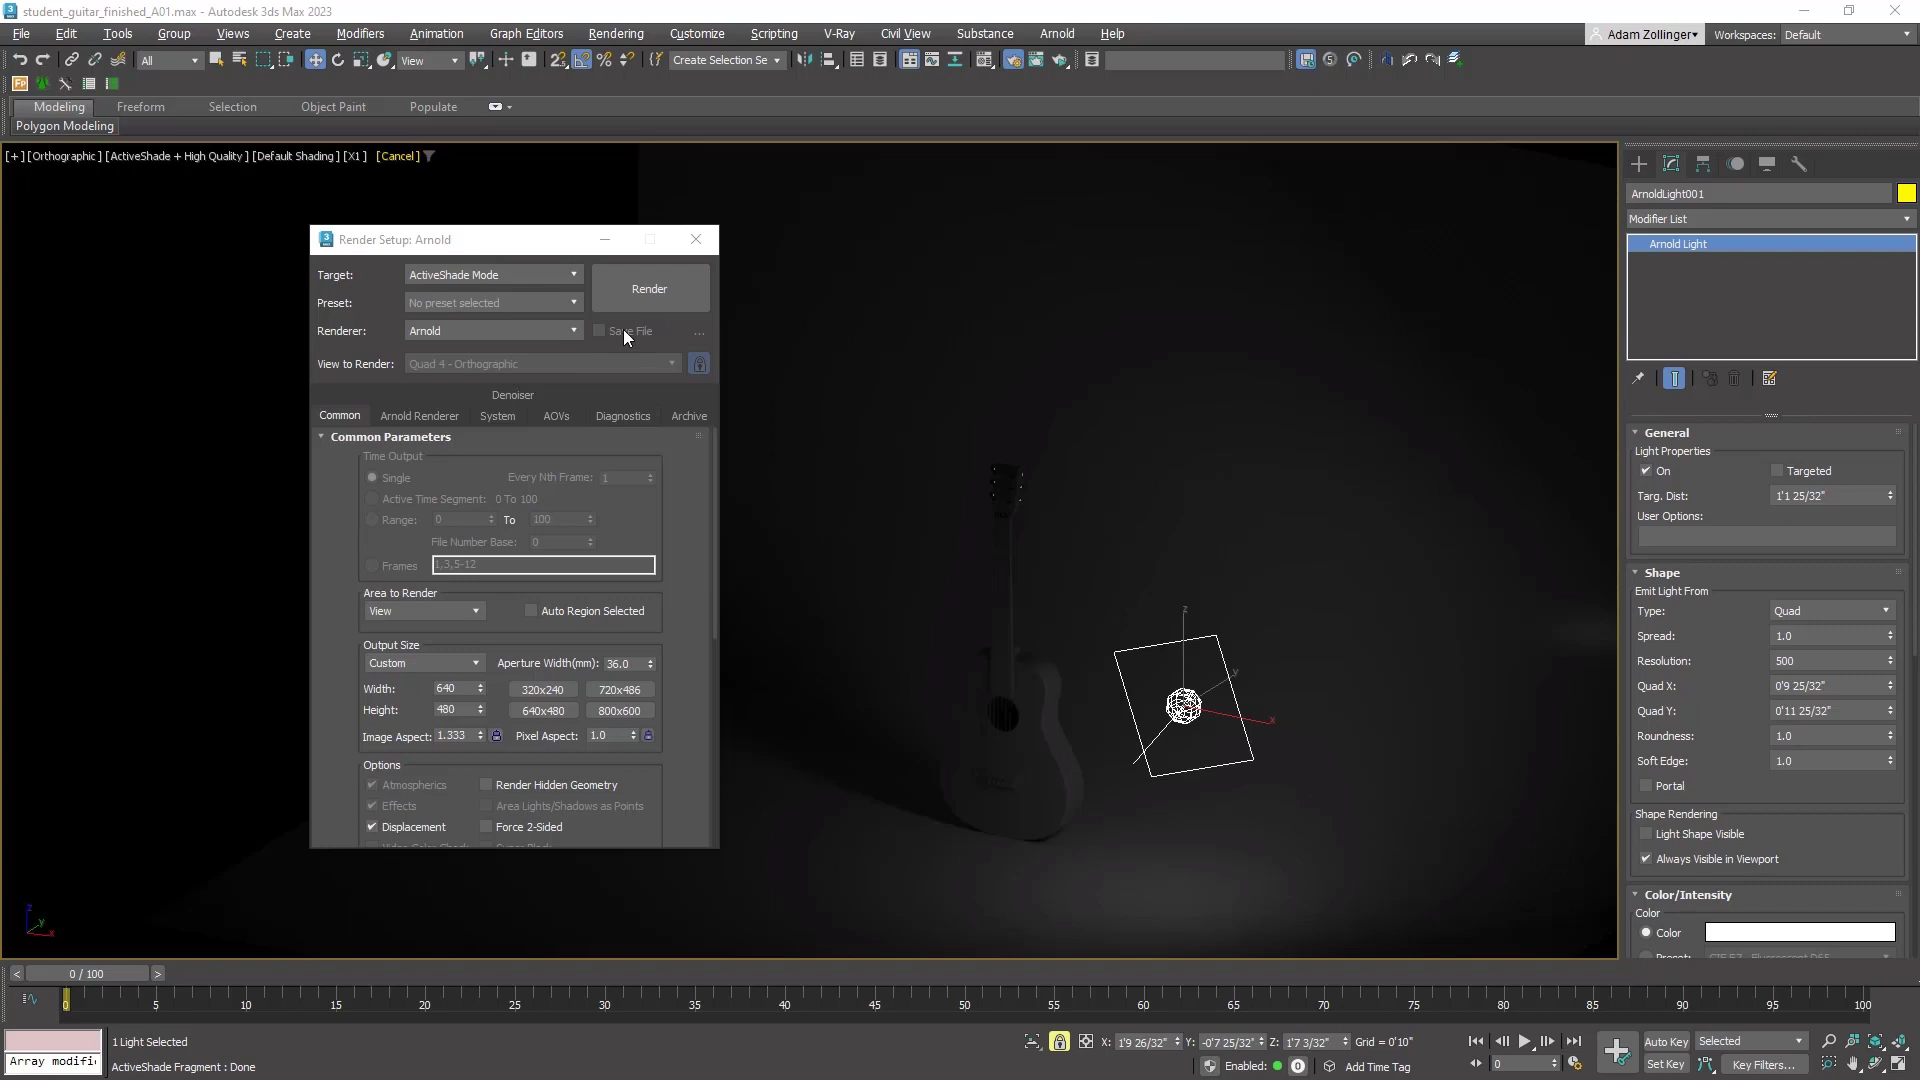 student_guitar_finished_A01.max - Autodesk 3ds Max 2023
File Edit Tools Group Views Create Modifiers Animation Graph Editors Rendering Customize Scripting V-Ray Civil View Substance Arnold Help
Adam Zollinger
Workspaces: Default
All
View
Create Selection Se
Modeling Freeform Selection Object Paint Populate
Polygon Modeling
[+] [Orthographic] [ActiveShade + High Quality] [Default Shading] [X1] [Cancel]
Render Setup: Arnold
Target: ActiveShade Mode
Render
Preset: No preset selected
Renderer: Arnold
Save File ...
View to Render: Quad 4 - Orthographic
Denoiser
Common Arnold Renderer System AOVs Diagnostics Archive
Common Parameters
Time Output
Single Every Nth Frame: 1
Active Time Segment: 0 To 100
Range: 0 To 100
File Number Base: 0
Frames 1,3,5-12
Area to Render
View Auto Region Selected
Output Size
Custom Aperture Width(mm): 36.0
Width: 640 320x240 720x486
Height: 480 640x480 800x600
Image Aspect: 1.333 Pixel Aspect: 1.0
Options
Atmospherics Render Hidden Geometry
Effects Area Lights/Shadows as Points
Displacement Force 2-Sided
z
y
x
z
y
x
ArnoldLight001
Modifier List
Arnold Light
General
Light Properties
On Targeted
Targ. Dist: 1'1 25/32"
User Options:
Shape
Emit Light From
Type: Quad
Spread: 1.0
Resolution: 500
Quad X: 0'9 25/32"
Quad Y: 0'11 25/32"
Roundness: 1.0
Soft Edge: 1.0
Portal
Shape Rendering
Light Shape Visible
Always Visible in Viewport
Color/Intensity
Color
Color
< 0 / 100 >
0 5 10 15 20 25 30 35 40 45 50 55 60 65 70 75 80 85 90 95 100
1 Light Selected
X: 1'9 26/32" Y: -0'7 25/32" Z: 1'7 3/32" Grid = 0'10"
Auto Key Selected
Array modifi
ActiveShade Fragment : Done
Enabled: 0 Add Time Tag
0
Set Key Key Filters...